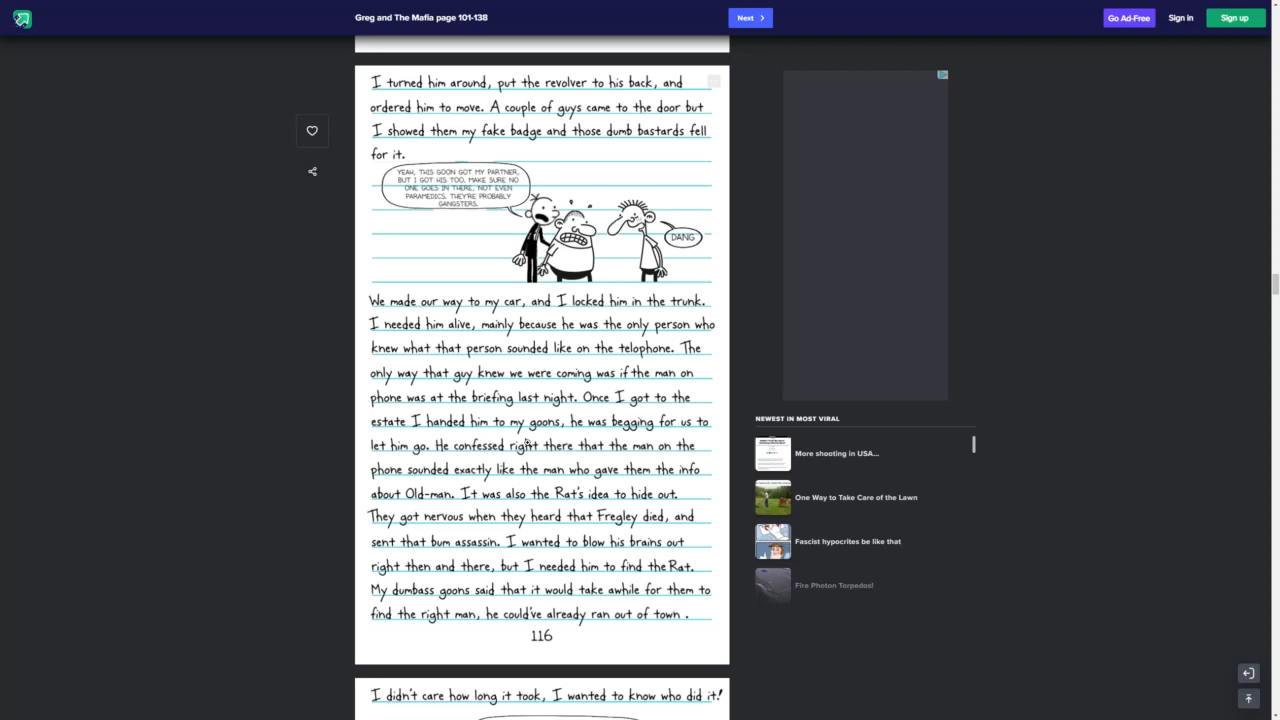 Greg and The Mafia page 101-138
Next
Go Ad-Free
Sign in
Sign up
I turned him around, put the revolver to his back, and
ordered him to move. A couple of guys came to the door but
I showed them my fake badge and those dumb bastards fell
for it.
YEAH, THIS GOON GOT MY PARTNER,
BUT I GOT HIS TOO. MAKE SURE NO
ONE GOES IN THERE, NOT EVEN
PARAMEDICS. THEY'RE PROBABLY
GANGSTERS.
DANG
We made our way to my car, and I locked him in the trunk.
I needed him alive, mainly because he was the only person who
knew what that person sounded like on the telophone. The
only way that guy knew we were coming was if the man on
phone was at the briefing last night. Once I got to the
estate I handed him to my goons, he was begging for us to
let him go. He confessed right there that the man on the
phone sounded exactly like the man who gave them the info
about Old-man. It was also the Rat's idea to hide out.
They got nervous when they heard that Fregley died, and
sent that bum assassin. I wanted to blow his brains out
right then and there, but I needed him to find the Rat.
My dumbass goons said that it would take awhile for them to
find the right man, he could've already ran out of town .
116
I didn't care how long it took, I wanted to know who did it!
NEWEST IN MOST VIRAL
More shooting in USA...
One Way to Take Care of the Lawn
Fascist hypocrites be like that
Fire Photon Torpedos!